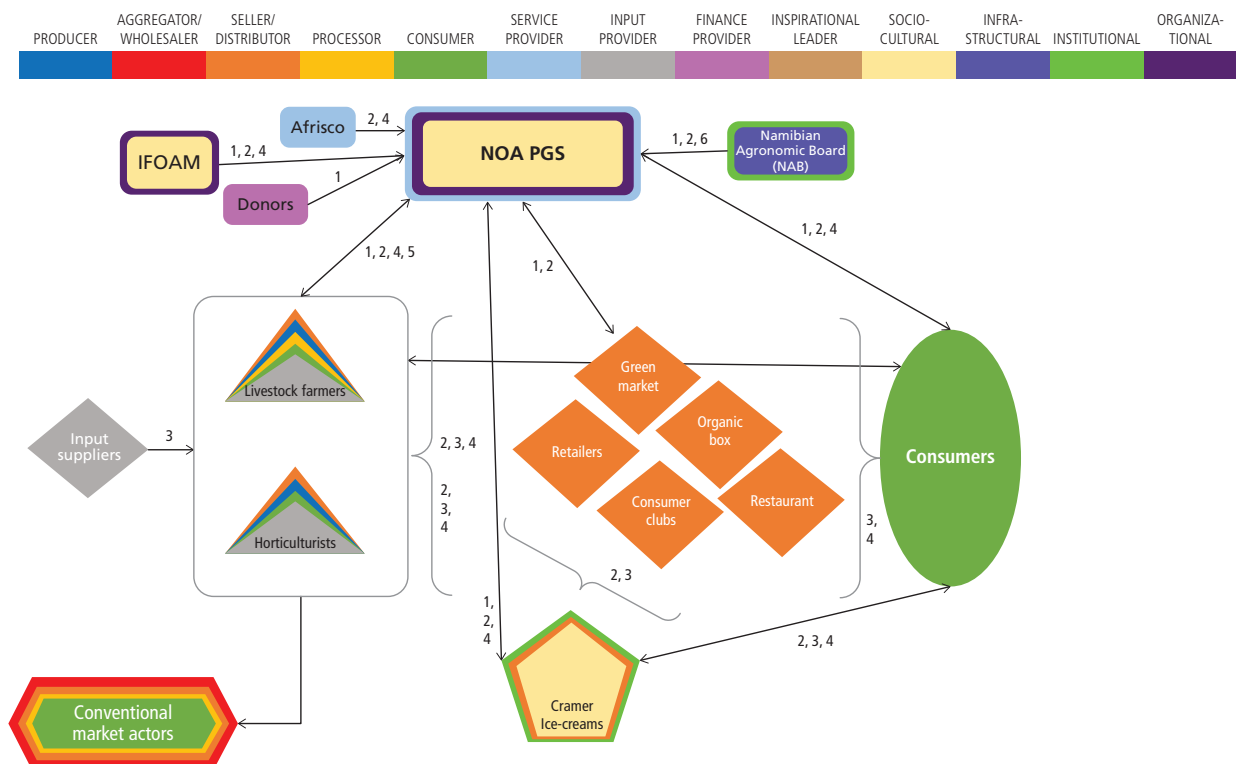 PRODUCER
AGGREGATOR/
WHOLESALER
SELLER/
DISTRIBUTOR
PROCESSOR
CONSUMER
SERVICE
PROVIDER
INPUT
PROVIDER
FINANCE
PROVIDER
INSPIRATIONAL
LEADER
SOCIO-
CULTURAL
INFRA-
STRUCTURAL
INSTITUTIONAL
ORGANIZA-
TIONAL
Afrisco
2, 4
IFOAM
1, 2, 4
NOA PGS
1, 2, 6
Namibian
Agronomic Board
(NAB)
1
Donors
1, 2, 4, 5
1, 2
1, 2, 4
Livestock farmers
Green
market
Organic
box
Retailers
Consumer
clubs
Restaurant
Consumers
Input
suppliers
3
2, 3, 4
2,
3,
4
Horticulturists
3,
4
2, 3
1,
2,
4
2, 3, 4
Cramer
Ice-creams
Conventional
market actors